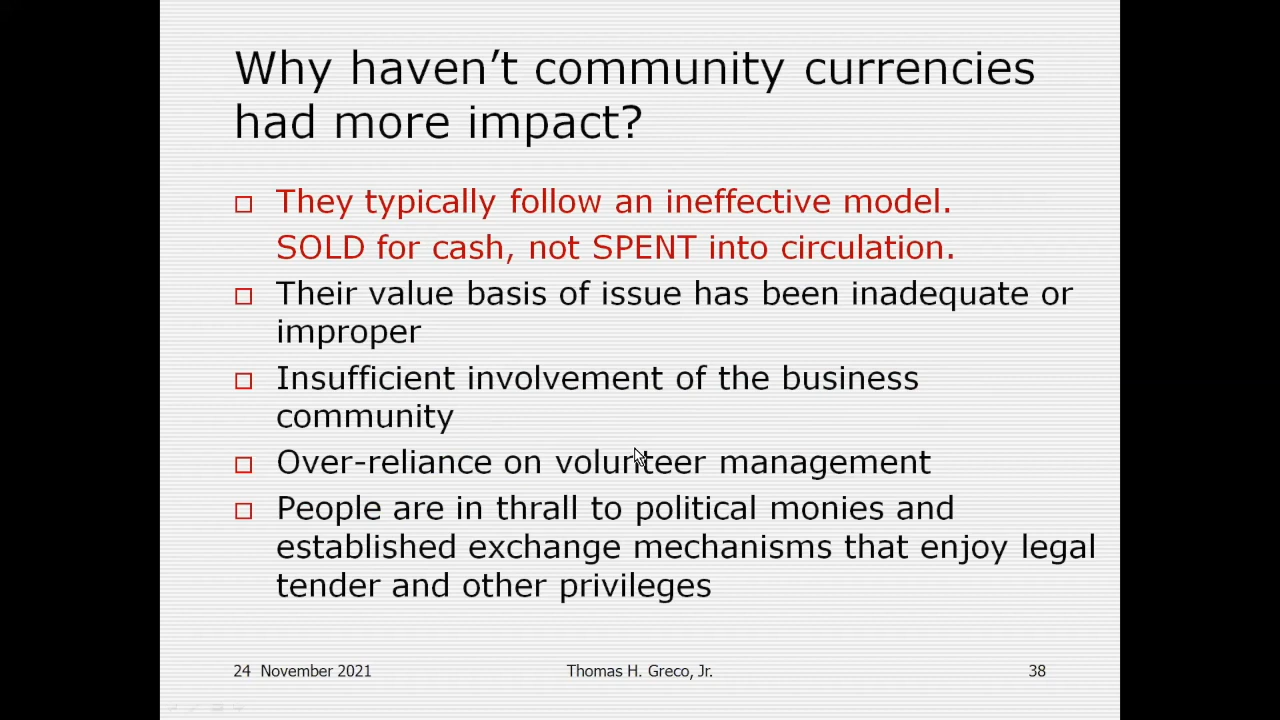 Why haven’t community currencies
had more impact?
They typically follow an ineffective model.
SOLD for cash, not SPENT into circulation.
Their value basis of issue has been inadequate or
improper
Insufficient involvement of the business
community
Over-reliance on volunteer management
People are in thrall to political monies and
established exchange mechanisms that enjoy legal
tender and other privileges
24 November 2021
Thomas H. Greco, Jr.
38